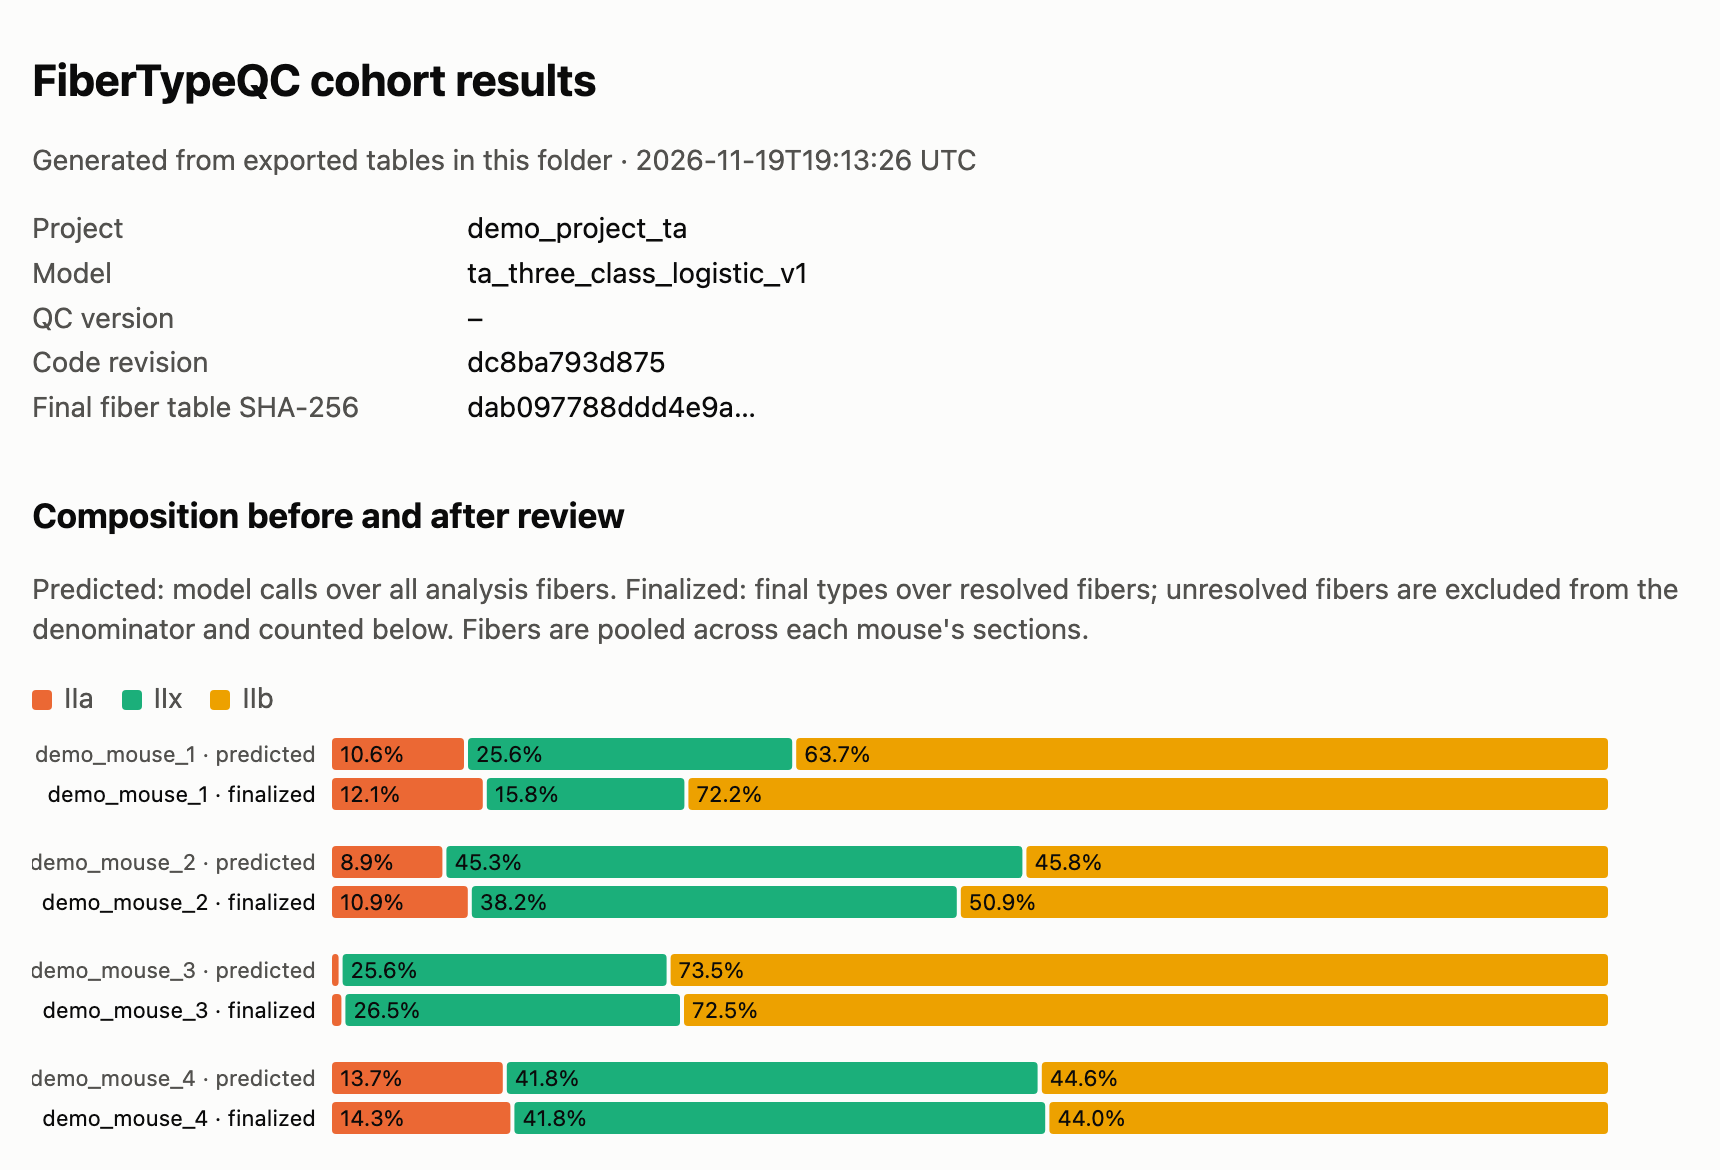 FiberTypeQC cohort results
Generated from exported tables in this folder · 2026-11-19T19:13:26 UTC
Project demo_project_ta
Model ta_three_class_logistic_v1
QC version –
Code revision dc8ba793d875
Final fiber table SHA-256 dab097788ddd4e9a...
Composition before and after review
Predicted: model calls over all analysis fibers. Finalized: final types over resolved fibers; unresolved fibers are excluded from the
denominator and counted below. Fibers are pooled across each mouse's sections.
IIa IIx IIb
demo_mouse_1 · predicted 10.6% 25.6% 63.7%
demo_mouse_1 · finalized 12.1% 15.8% 72.2%
demo_mouse_2 · predicted 8.9% 45.3% 45.8%
demo_mouse_2 · finalized 10.9% 38.2% 50.9%
demo_mouse_3 · predicted 25.6% 73.5%
demo_mouse_3 · finalized 26.5% 72.5%
demo_mouse_4 · predicted 13.7% 41.8% 44.6%
demo_mouse_4 · finalized 14.3% 41.8% 44.0%